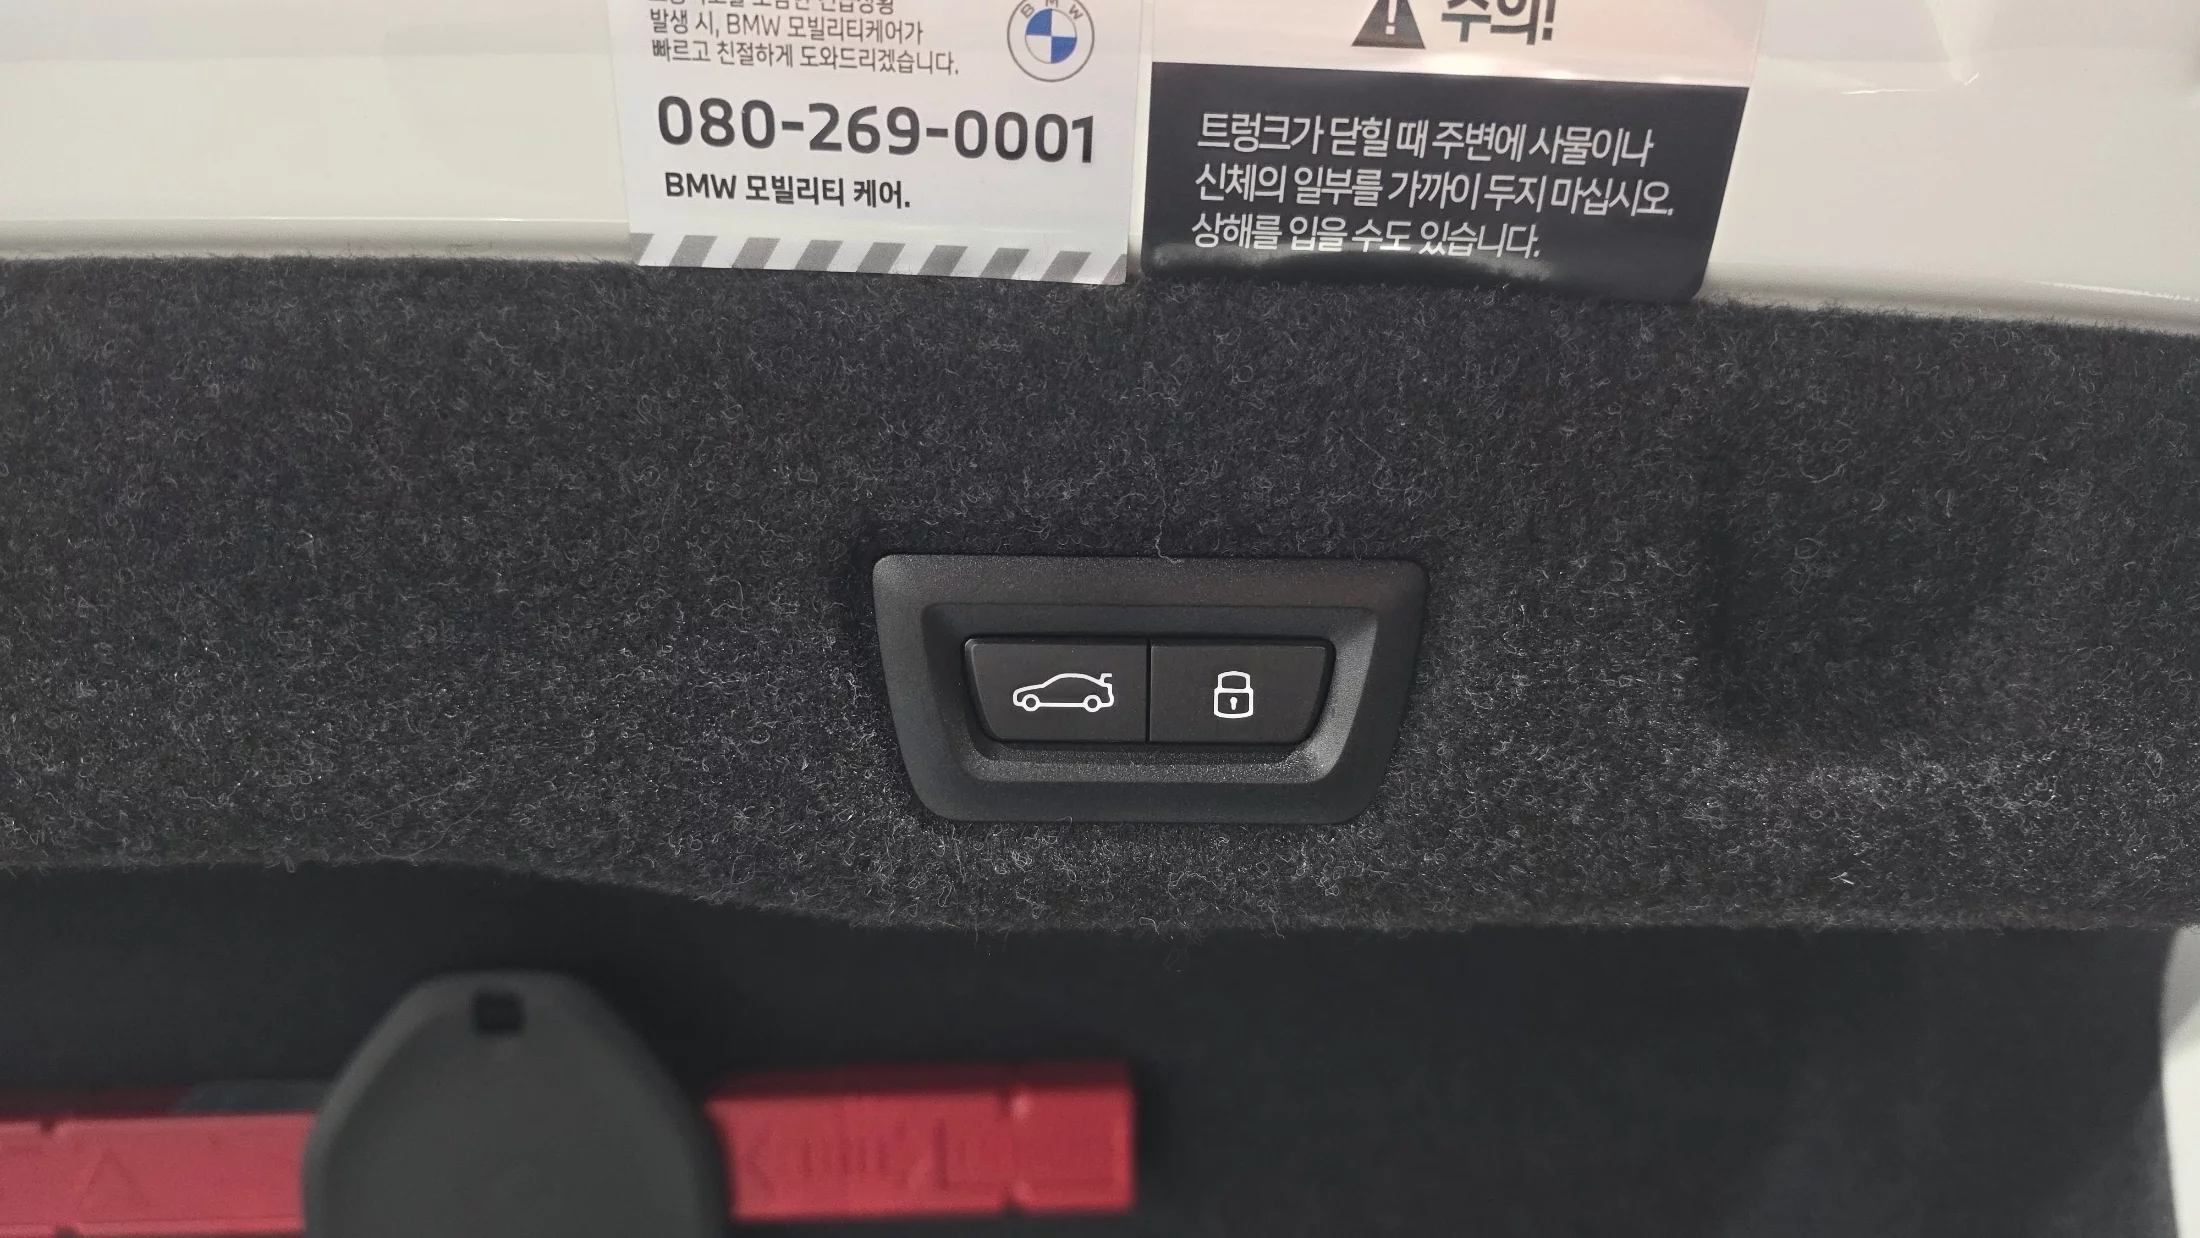 발생 시, BMW 모빌리티케어가
빠르고 친절하게 도와드리겠습니다.
BMW
080-269-0001
BMW 모빌리티 케어.
주의!
트렁크가 닫힐 때 주변에 사물이나
신체의 일부를 가까이 두지 마십시오.
상해를 입을 수도 있습니다.